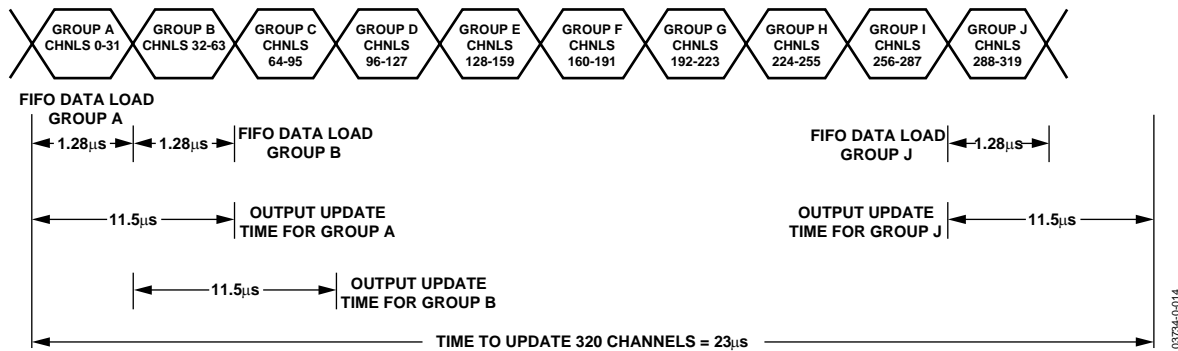 GROUP A
CHNLS 0-31
GROUP B
CHNLS 32-63
GROUP C
CHNLS
64-95
GROUP D
CHNLS
96-127
GROUP E
CHNLS
128-159
GROUP F
CHNLS
160-191
GROUP G
CHNLS
192-223
GROUP H
CHNLS
224-255
GROUP I
CHNLS
256-287
GROUP J
CHNLS
288-319
FIFO DATA LOAD
GROUP A
1.28μs
1.28μs
FIFO DATA LOAD
GROUP B
FIFO DATA LOAD
GROUP J
1.28μs
11.5μs
OUTPUT UPDATE
TIME FOR GROUP A
OUTPUT UPDATE
TIME FOR GROUP J
11.5μs
11.5μs
OUTPUT UPDATE
TIME FOR GROUP B
TIME TO UPDATE 320 CHANNELS = 23μs
03734-0-014